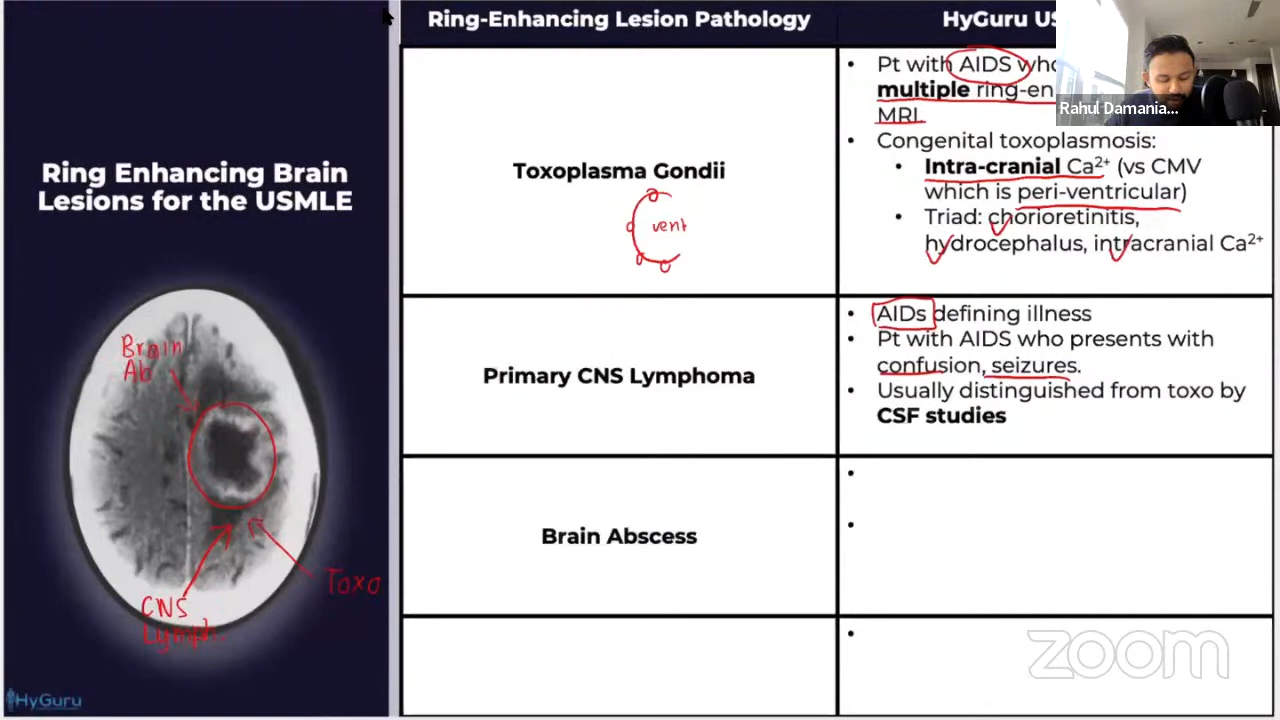 Ring-Enhancing Lesion Pathology
HyGuru US
Ring Enhancing Brain
Lesions for the USMLE
Brain
Ab
CNS
Lymph.
Toxo
HyGuru
Toxoplasma Gondii
vent
• Pt with AIDS who
multiple ring-en
MRI
• Congenital toxoplasmosis:
• Intra-cranial Ca²⁺ (vs CMV
which is peri-ventricular)
• Triad: chorioretinitis,
hydrocephalus, intracranial Ca²⁺
Primary CNS Lymphoma
• AIDs defining illness
• Pt with AIDS who presents with
confusion, seizures.
• Usually distinguished from toxo by
CSF studies
Brain Abscess
Rahul Damania...
zoom